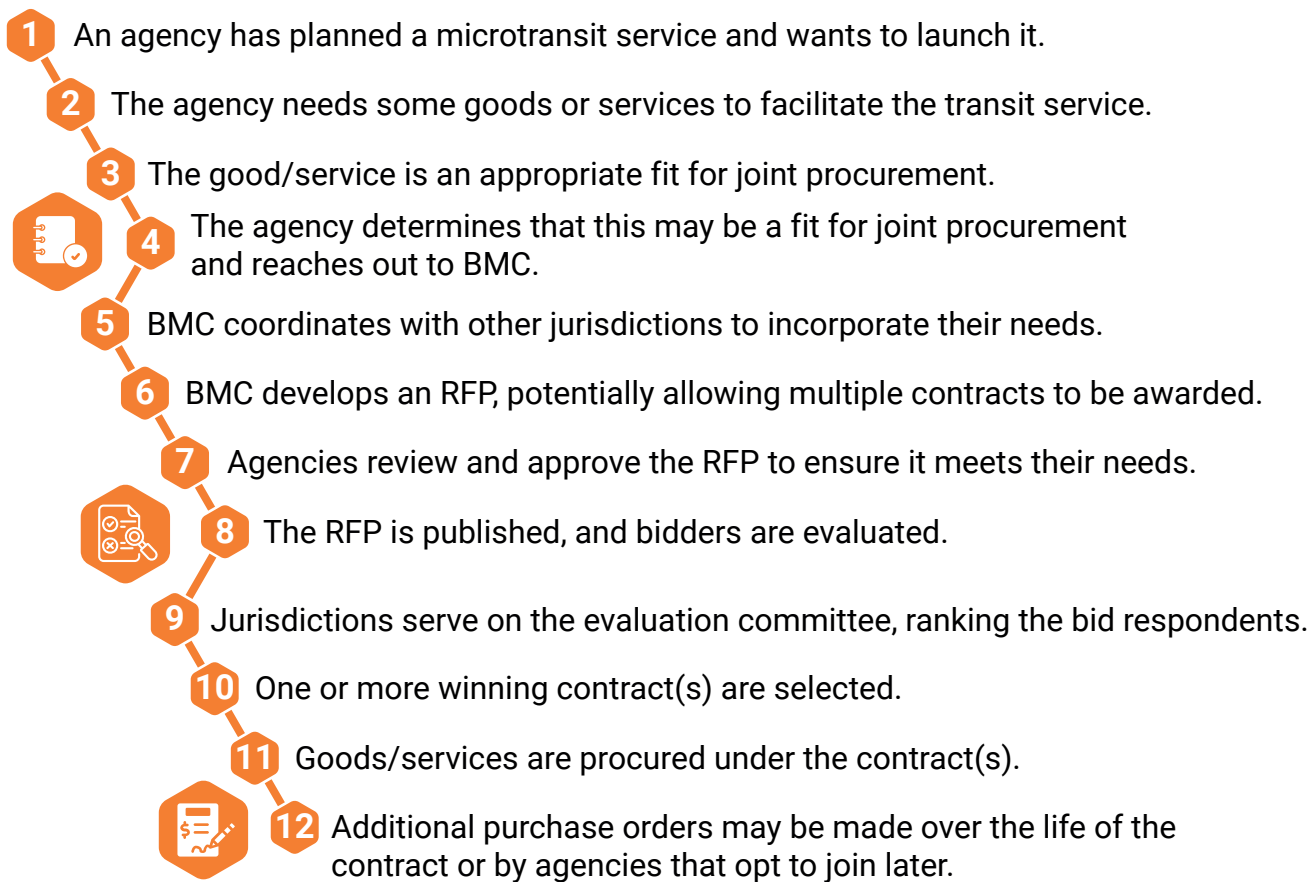 1 An agency has planned a microtransit service and wants to launch it.
2 The agency needs some goods or services to facilitate the transit service.
3 The good/service is an appropriate fit for joint procurement.
4 The agency determines that this may be a fit for joint procurement
and reaches out to BMC.
5 BMC coordinates with other jurisdictions to incorporate their needs.
6 BMC develops an RFP, potentially allowing multiple contracts to be awarded.
7 Agencies review and approve the RFP to ensure it meets their needs.
8 The RFP is published, and bidders are evaluated.
9 Jurisdictions serve on the evaluation committee, ranking the bid respondents.
10 One or more winning contract(s) are selected.
11 Goods/services are procured under the contract(s).
$
12 Additional purchase orders may be made over the life of the
contract or by agencies that opt to join later.